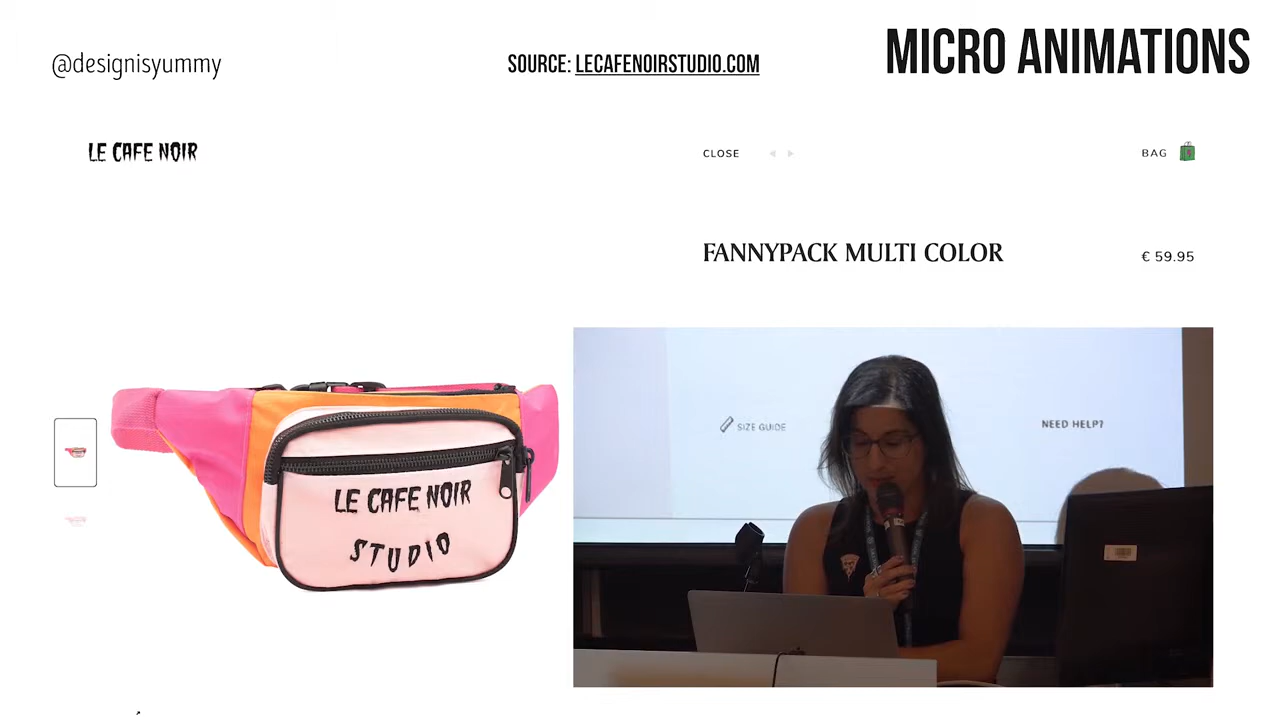 @designisyummy
SOURCE: LECAFENOIRSTUDIO.COM
MICRO ANIMATIONS
LE CAFE NOIR
CLOSE
BAG
FANNYPACK MULTI COLOR
€ 59.95
LE CAFE NOIR
STUDIO
SIZE GUIDE
NEED HELP?